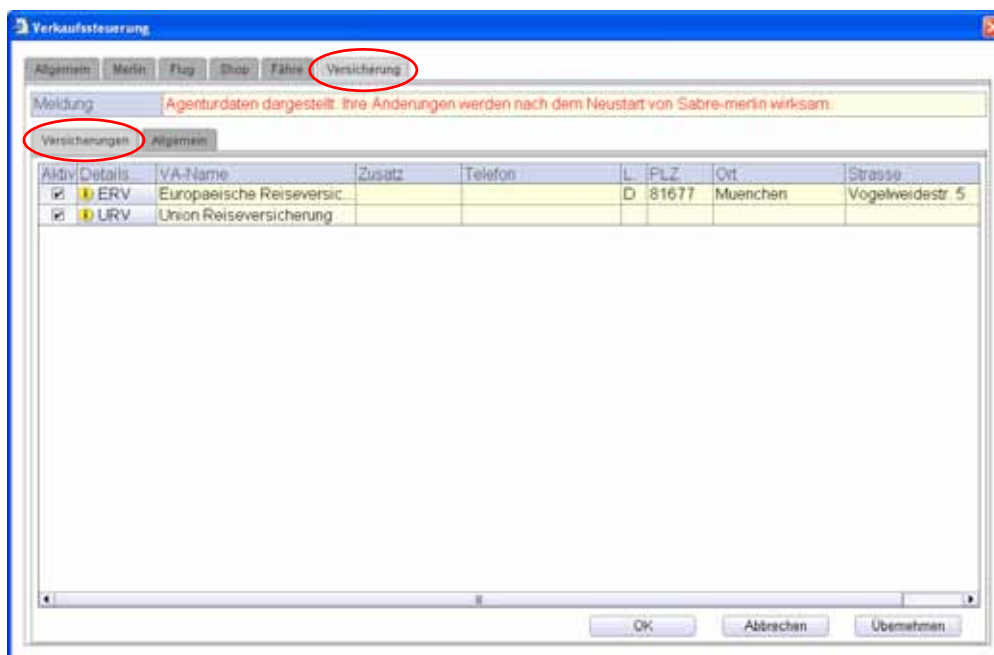 Verkaufssteuerung
Allgemein Merlin Flug Shop Fähre Versicherung
Meldung Agenturdaten dargestellt. Ihre Änderungen werden nach dem Neustart von Sabre-merlin wirksam.
Versicherungen Allgemein
Aktiv Details... VA-Name Zusatz Telefon L. PLZ Ort Strasse
ERV Europaeische Reiseversic... D 81677 Muenchen Vogelweidestr. 5
URV Union Reiseversicherung
OK Abbrechen Übernehmen